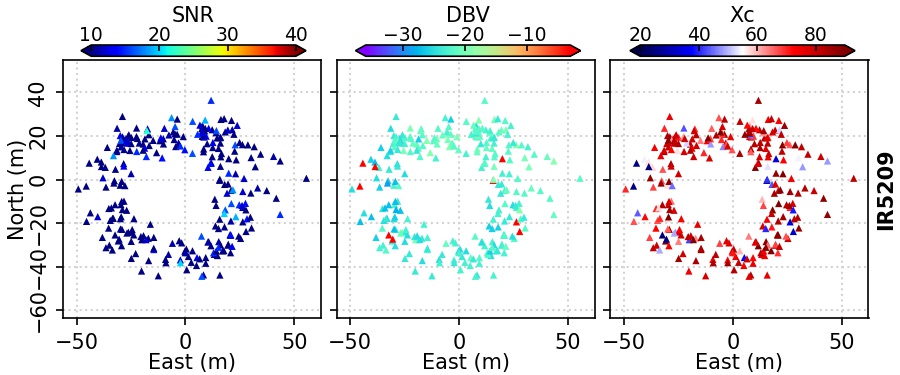 SNR DBV Xc
10 20 30 40 −30 −20 −10 20 40 60 80
40
20
0
−20
−40
−60
North (m)
−50 0 50 −50 0 50 −50 0 50
East (m) East (m) East (m)
IR5209